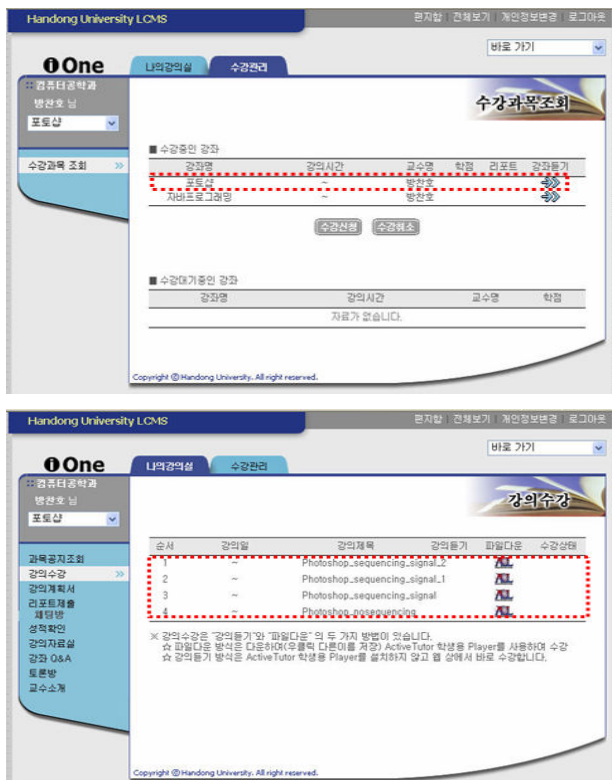 Handong University LCMS
편지함 | 전체보기 | 개인정보변경 | 로그아웃
바로 가기
i One
나의강의실 수강관리
:: 컴퓨터공학과
방찬호 님
포토샵
수강과목조회
수강과목 조회
■ 수강중인 강좌
강좌명 강의시간 교수명 학점 리포트 강좌듣기
포토샵 ~ 방찬호
자바프로그래밍 ~ 방찬호
수강신청 수강취소
■ 수강대기중인 강좌
강좌명 강의시간 교수명 학점
자료가 없습니다.
Copyright ⓒ Handong University. All right reserved.
Handong University LCMS
편지함 | 전체보기 | 개인정보변경 | 로그아웃
바로 가기
i One
나의강의실 수강관리
:: 컴퓨터공학과
방찬호 님
포토샵
강의수강
과목공지조회
강의수강
강의계획서
리포트제출
채팅방
성적확인
강의자료실
강좌 Q&A
토론방
교수소개
순서 강의일 강의제목 강의듣기 파일다운 수강상태
1 ~ Photoshop_sequencing_signal_2
2 ~ Photoshop_sequencing_signal_1
3 ~ Photoshop_sequencing_signal
4 ~ Photoshop_nosequencing
※ 강의수강은 "강의듣기"와 "파일다운" 의 두 가지 방법이 있습니다.
☆ 파일다운 방식은 다운하여(우클릭 다른이름 저장) ActiveTutor 학생용 Player를 사용하여 수강
☆ 강의듣기 방식은 ActiveTutor 학생용 Player를 설치하지 않고 웹 상에서 바로 수강합니다.
Copyright ⓒ Handong University. All right reserved.